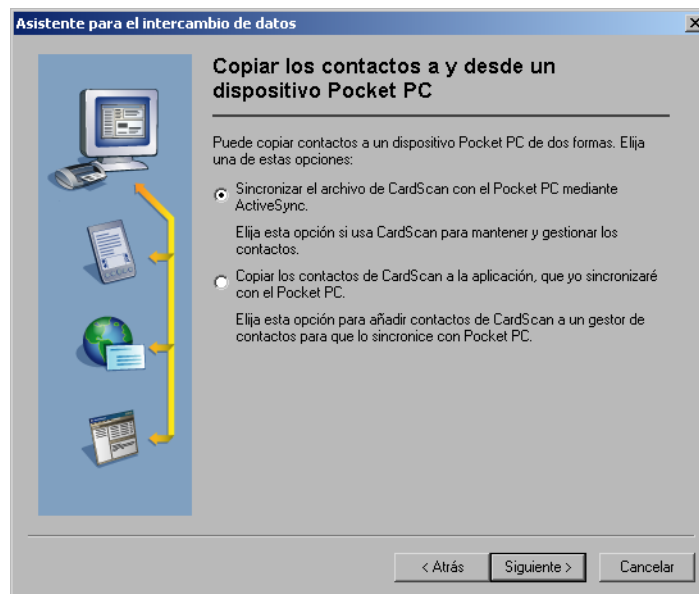 Asistente para el intercambio de datos
Copiar los contactos a y desde un
dispositivo Pocket PC
Puede copiar contactos a un dispositivo Pocket PC de dos formas. Elija
una de estas opciones:
Sincronizar el archivo de CardScan con el Pocket PC mediante
ActiveSync.
Elija esta opción si usa CardScan para mantener y gestionar los
contactos.
Copiar los contactos de CardScan a la aplicación, que yo sincronizaré
con el Pocket PC.
Elija esta opción para añadir contactos de CardScan a un gestor de
contactos para que lo sincronice con Pocket PC.
< Atrás
Siguiente >
Cancelar